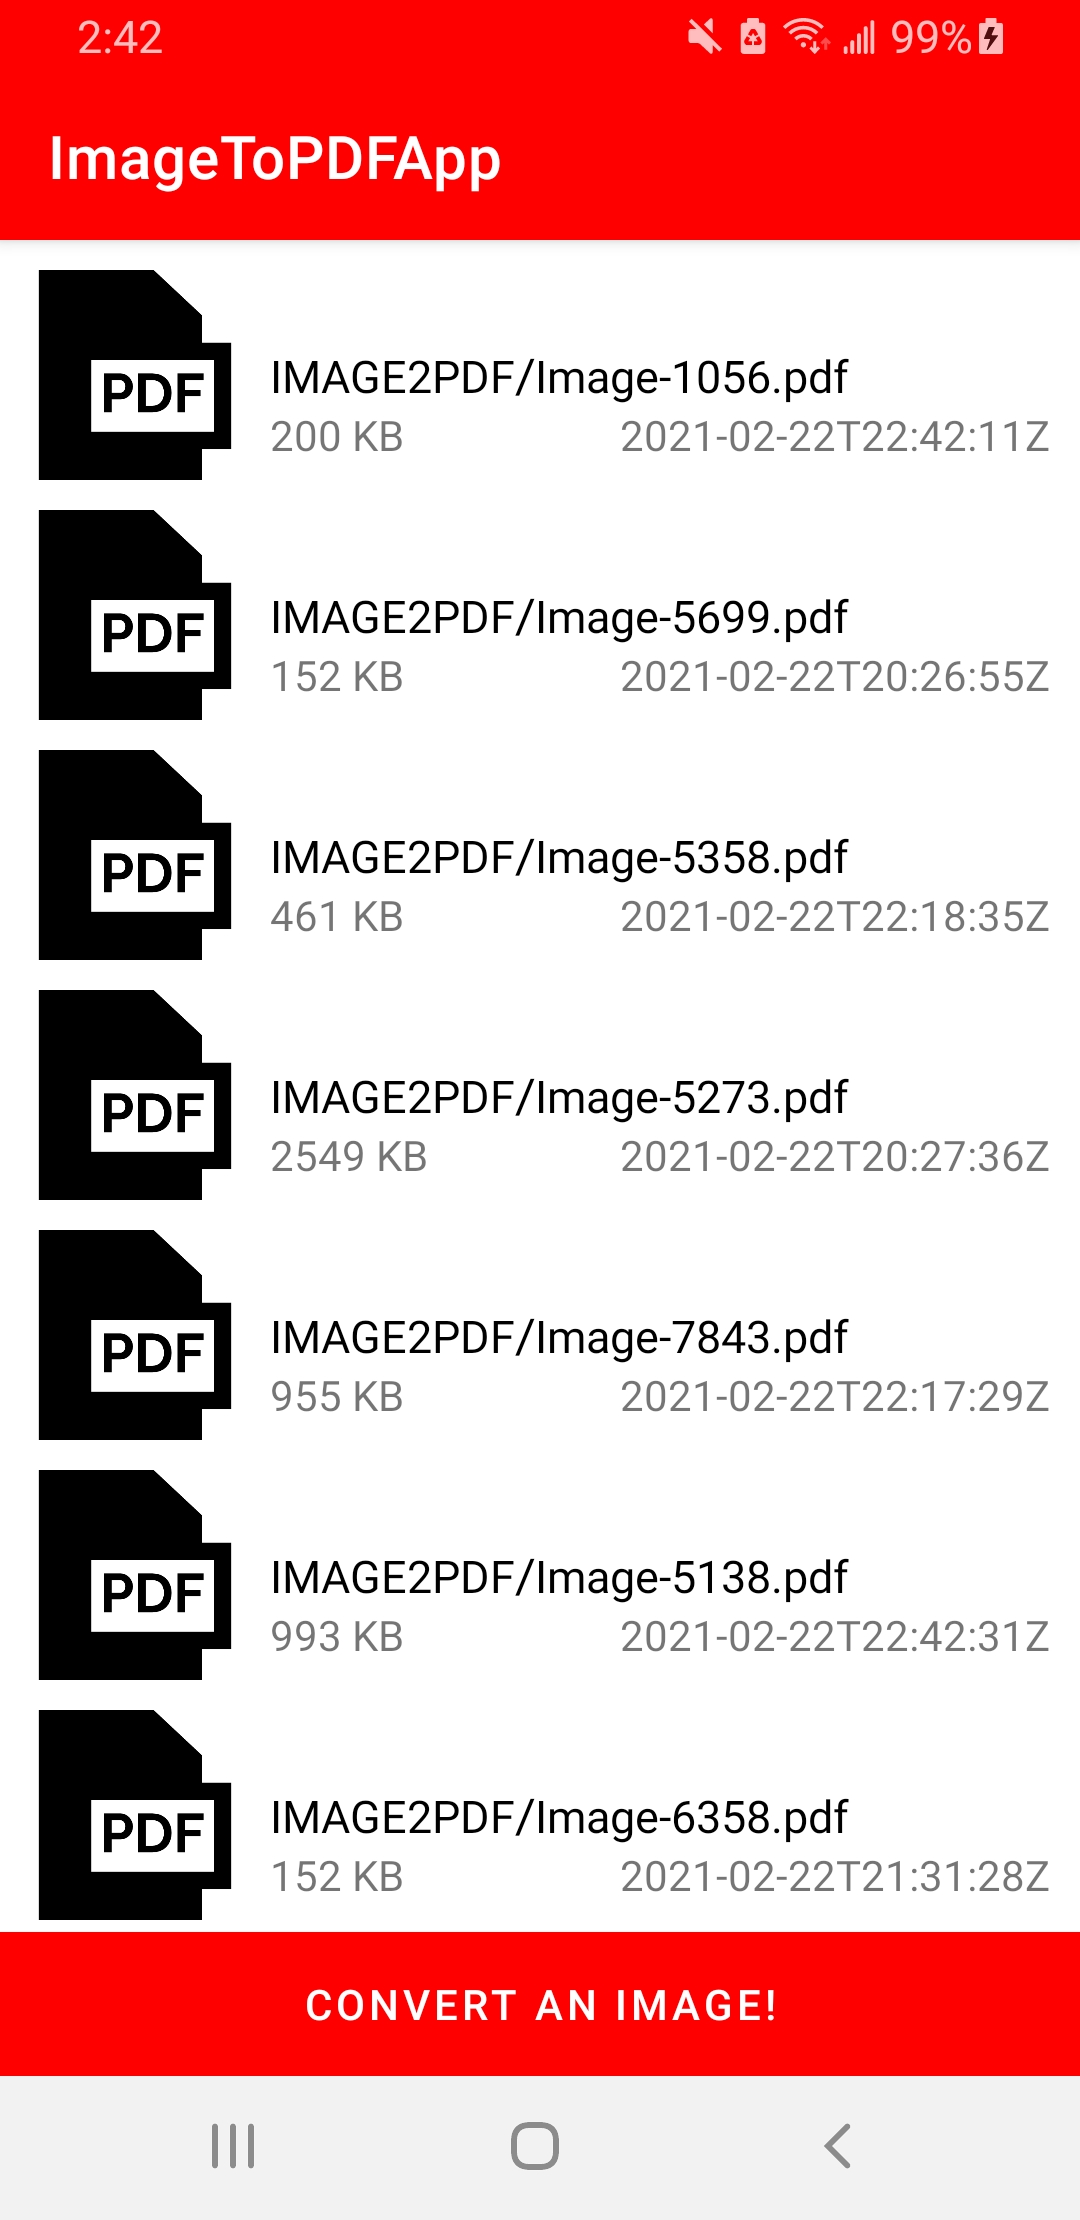 2:42 99%
ImageToPDFApp
PDF
IMAGE2PDF/Image-1056.pdf
200 KB 2021-02-22T22:42:11Z
PDF
IMAGE2PDF/Image-5699.pdf
152 KB 2021-02-22T20:26:55Z
PDF
IMAGE2PDF/Image-5358.pdf
461 KB 2021-02-22T22:18:35Z
PDF
IMAGE2PDF/Image-5273.pdf
2549 KB 2021-02-22T20:27:36Z
PDF
IMAGE2PDF/Image-7843.pdf
955 KB 2021-02-22T22:17:29Z
PDF
IMAGE2PDF/Image-5138.pdf
993 KB 2021-02-22T22:42:31Z
PDF
IMAGE2PDF/Image-6358.pdf
152 KB 2021-02-22T21:31:28Z
CONVERT AN IMAGE!